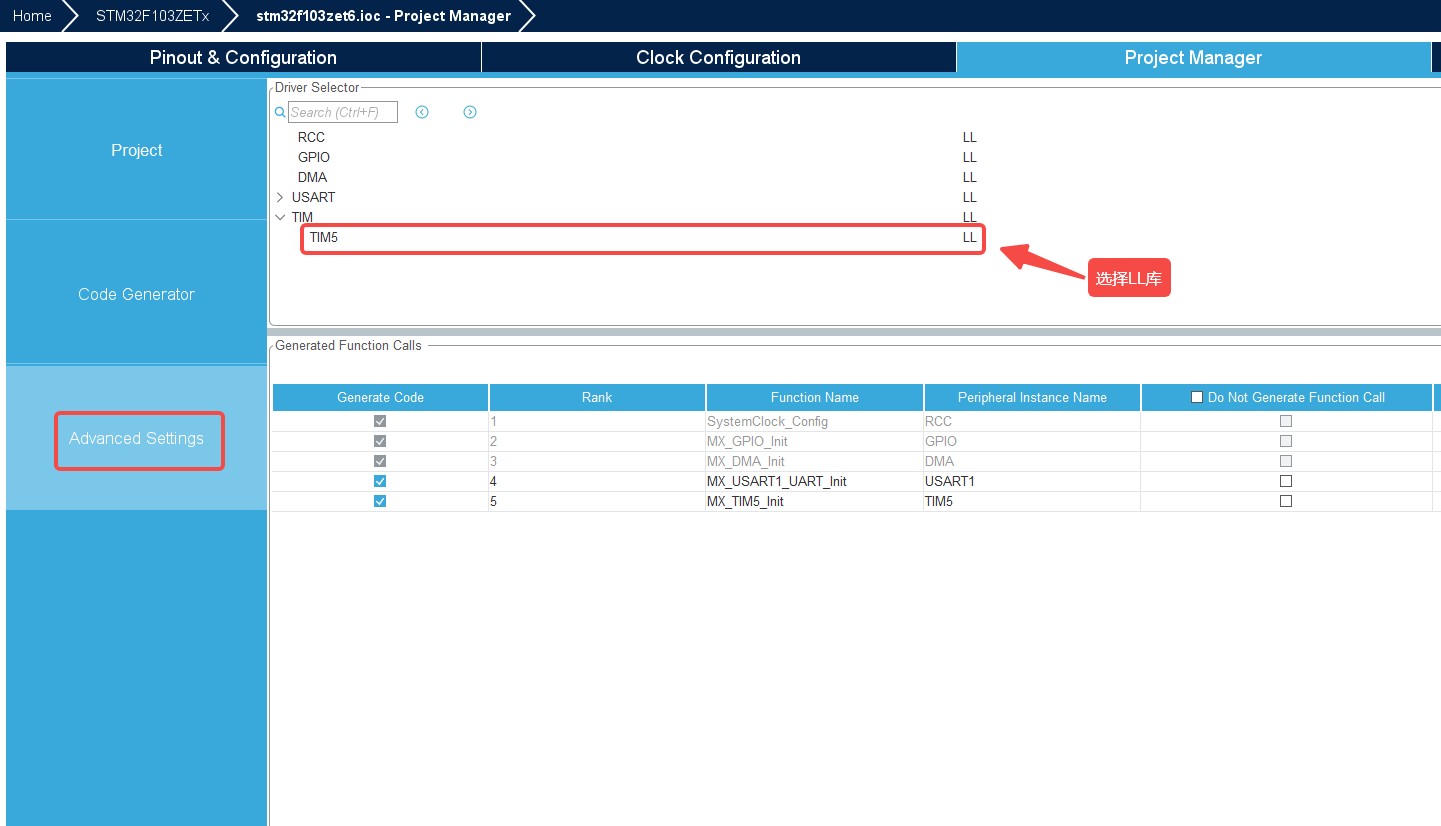 Home STM32F103ZETx stm32f103zet6.ioc - Project Manager
Pinout & Configuration Clock Configuration Project Manager
Project
Code Generator
Advanced Settings
Driver Selector
Search (Ctrl+F)
RCC LL
GPIO LL
DMA LL
USART LL
TIM LL
TIM5 LL
选择LL库
Generated Function Calls
Generate Code Rank Function Name Peripheral Instance Name Do Not Generate Function Call
1 SystemClock_Config RCC
2 MX_GPIO_Init GPIO
3 MX_DMA_Init DMA
4 MX_USART1_UART_Init USART1
5 MX_TIM5_Init TIM5